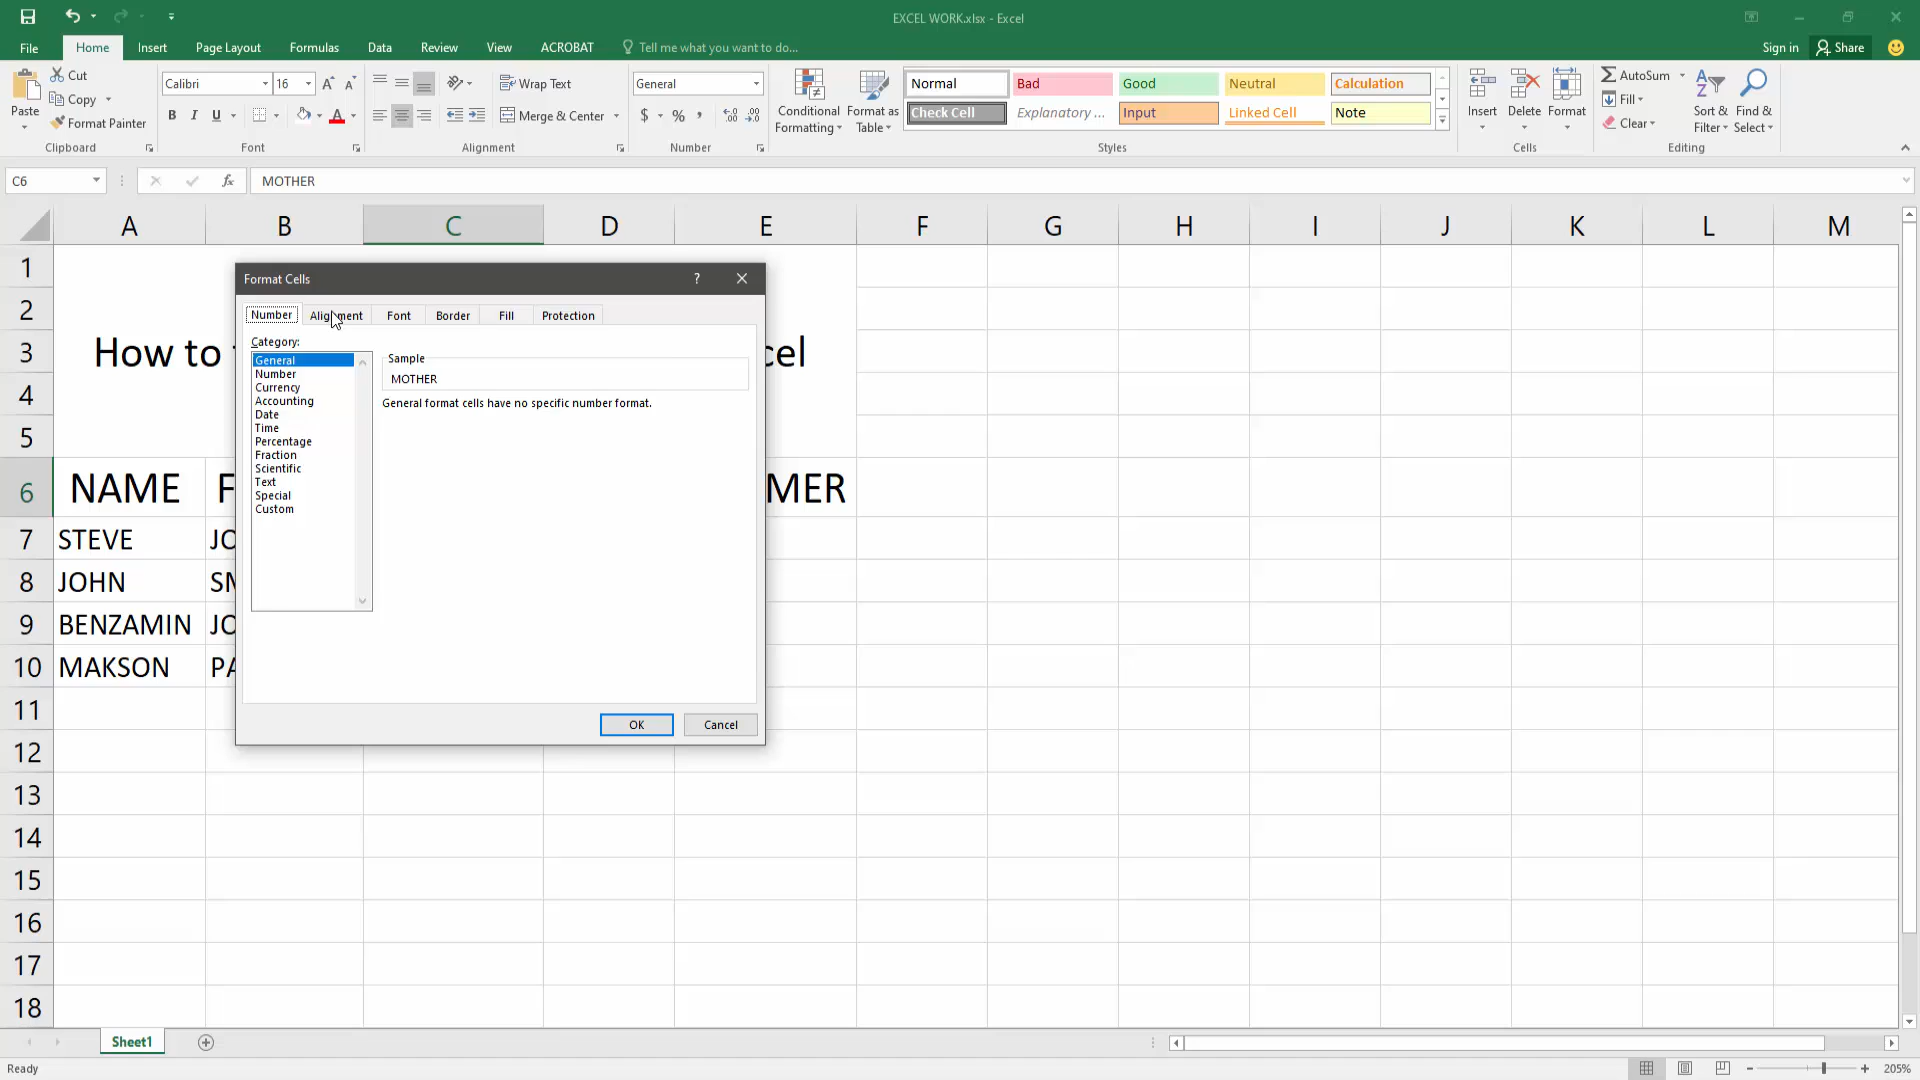 EXCEL WORK.xlsx - Excel
File Home Insert Page Layout Formulas Data Review View ACROBAT Tell me what you want to do... Sign in Share
Paste
Cut
Copy
Format Painter
Clipboard
Calibri 16
B I U
Font
Wrap Text
Merge & Center
Alignment
General
$ % ,
Number
Conditional Formatting
Format as Table
Normal Bad Good Neutral Calculation
Check Cell Explanatory ... Input Linked Cell Note
Styles
Insert Delete Format
Cells
AutoSum
Fill
Clear
Sort & Filter
Find & Select
Editing
C6 fx MOTHER
A B C D E F G H I J K L M
1
2
3 How to
cel
4
5
6 NAME F
MER
7 STEVE JO
8 JOHN SM
9 BENZAMIN JO
10 MAKSON PA
11
12
13
14
15
16
17
18
Format Cells ?
Number Alignment Font Border Fill Protection
Category:
General
Number
Currency
Accounting
Date
Time
Percentage
Fraction
Scientific
Text
Special
Custom
Sample
MOTHER
General format cells have no specific number format.
OK Cancel
Sheet1
Ready
205%